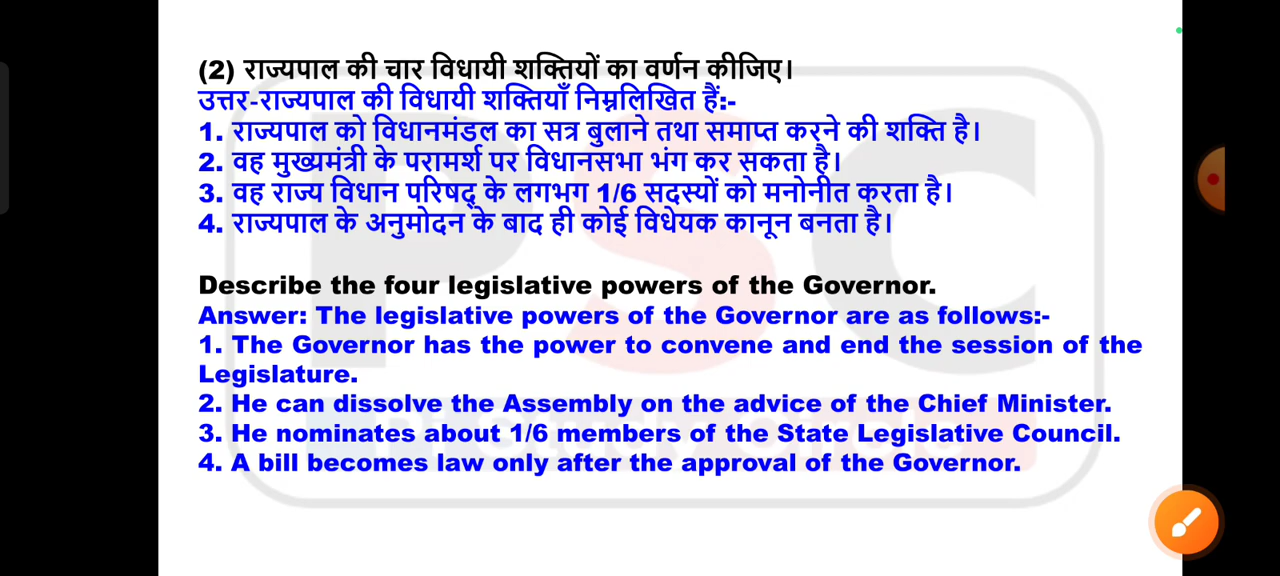 (2) राज्यपाल की चार विधायी शक्तियों का वर्णन कीजिए।
उत्तर-राज्यपाल की विधायी शक्तियाँ निम्नलिखित हैं:-
1. राज्यपाल को विधानमंडल का सत्र बुलाने तथा समाप्त करने की शक्ति है।
2. वह मुख्यमंत्री के परामर्श पर विधानसभा भंग कर सकता है।
3. वह राज्य विधान परिषद् के लगभग 1/6 सदस्यों को मनोनीत करता है।
4. राज्यपाल के अनुमोदन के बाद ही कोई विधेयक कानून बनता है।
Describe the four legislative powers of the Governor.
Answer: The legislative powers of the Governor are as follows:-
1. The Governor has the power to convene and end the session of the
Legislature.
2. He can dissolve the Assembly on the advice of the Chief Minister.
3. He nominates about 1/6 members of the State Legislative Council.
4. A bill becomes law only after the approval of the Governor.
PSC